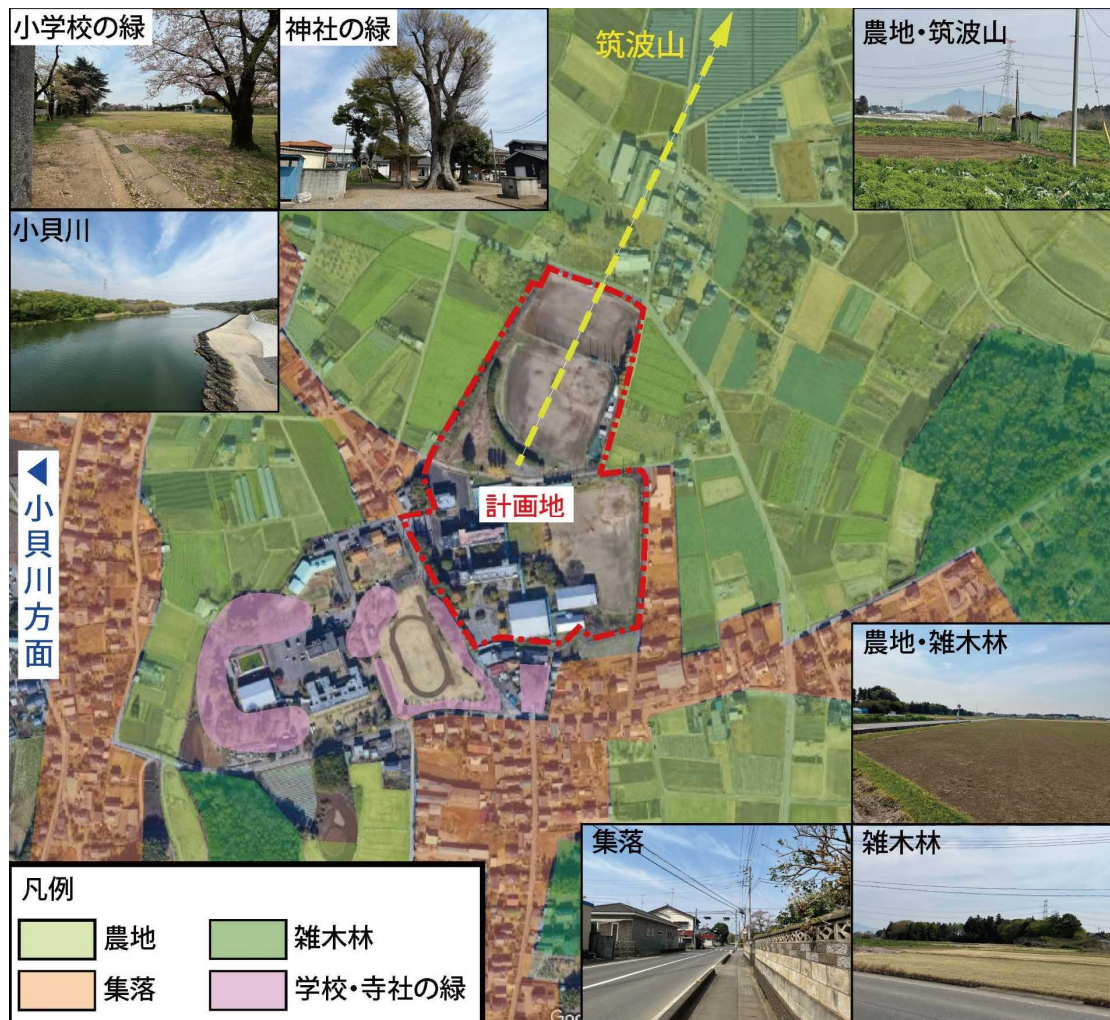 小学校の緑
神社の緑
筑波山
農地・筑波山
小貝川
計画地
◀小貝川方面
農地・雑木林
集落
雑木林
凡例
農地
雑木林
集落
学校・寺社の緑